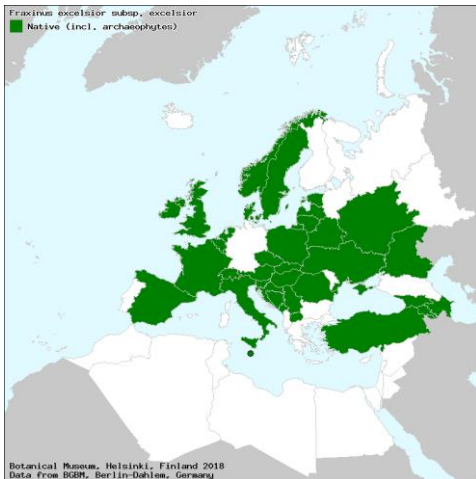 Fraxinus excelsior subsp. excelsior
Native (incl. archaeophytes)
Botanical Museum, Helsinki, Finland 2018
Data from BGBM, Berlin-Dahlem, Germany